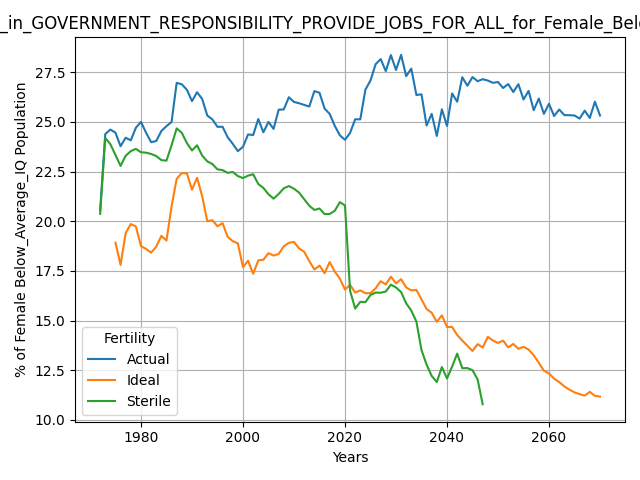 _in_GOVERNMENT_RESPONSIBILITY_PROVIDE_JOBS_FOR_ALL_for_Female_Belo
% of Female Below_Average_IQ Population
27.5
25.0
22.5
20.0
17.5
15.0
12.5
10.0
Fertility
Actual
Ideal
Sterile
1980
2000
2020
2040
2060
Years